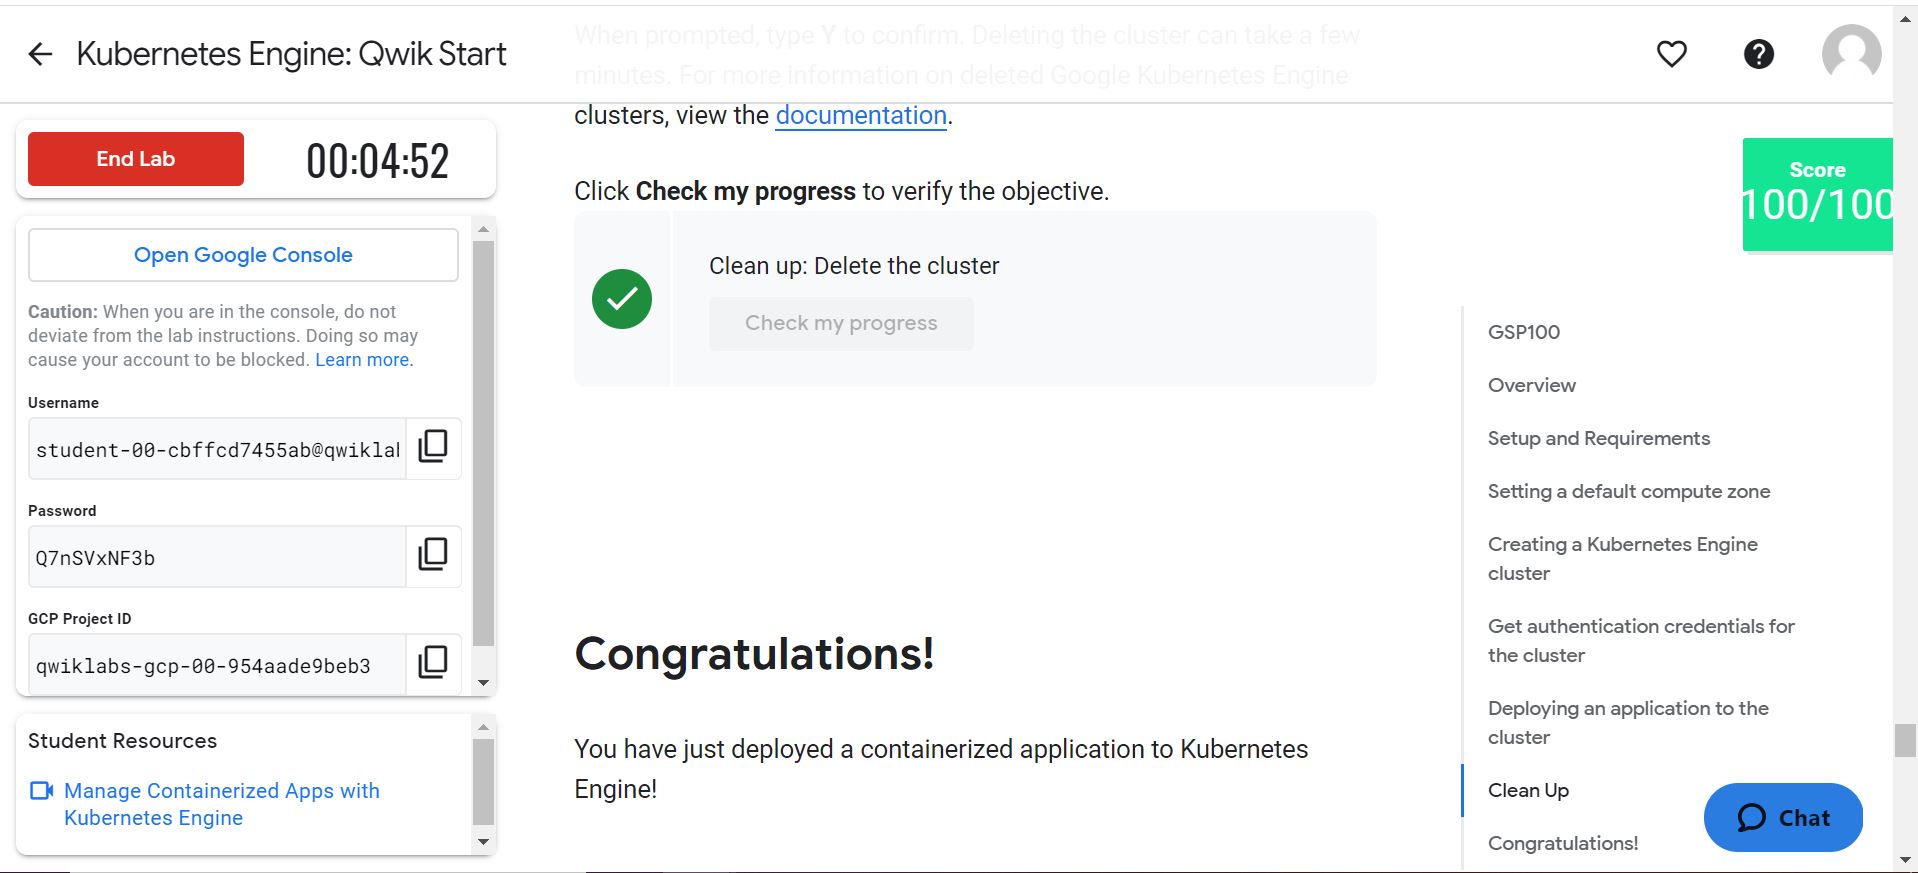 Kubernetes Engine: Qwik Start
When prompted, type Y to confirm. Deleting the cluster can take a few
minutes. For more information on deleted Google Kubernetes Engine
clusters, view the documentation.
End Lab
00:04:52
Open Google Console
Caution: When you are in the console, do not
deviate from the lab instructions. Doing so may
cause your account to be blocked. Learn more.
Username
student-00-cbffcd7455ab@qwiklal
Password
Q7nSVxNF3b
GCP Project ID
qwiklabs-gcp-00-954aade9beb3
Student Resources
Manage Containerized Apps with
Kubernetes Engine
Click Check my progress to verify the objective.
Clean up: Delete the cluster
Check my progress
Congratulations!
You have just deployed a containerized application to Kubernetes
Engine!
Score
100/100
GSP100
Overview
Setup and Requirements
Setting a default compute zone
Creating a Kubernetes Engine
cluster
Get authentication credentials for
the cluster
Deploying an application to the
cluster
Clean Up
Congratulations!
Chat